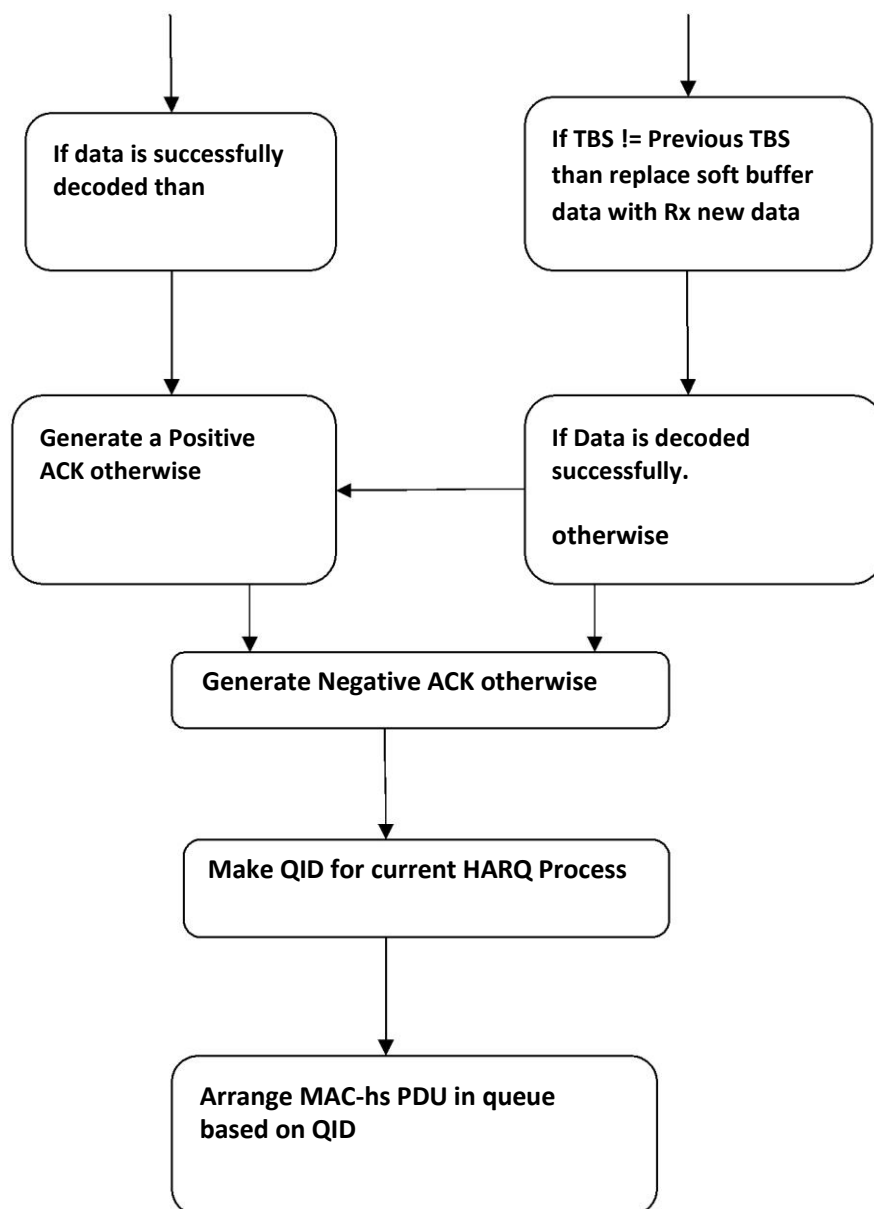 If data is successfully
decoded than
If TBS != Previous TBS
than replace soft buffer
data with Rx new data
Generate a Positive
ACK otherwise
If Data is decoded
successfully.
otherwise
Generate Negative ACK otherwise
Make QID for current HARQ Process
Arrange MAC-hs PDU in queue
based on QID